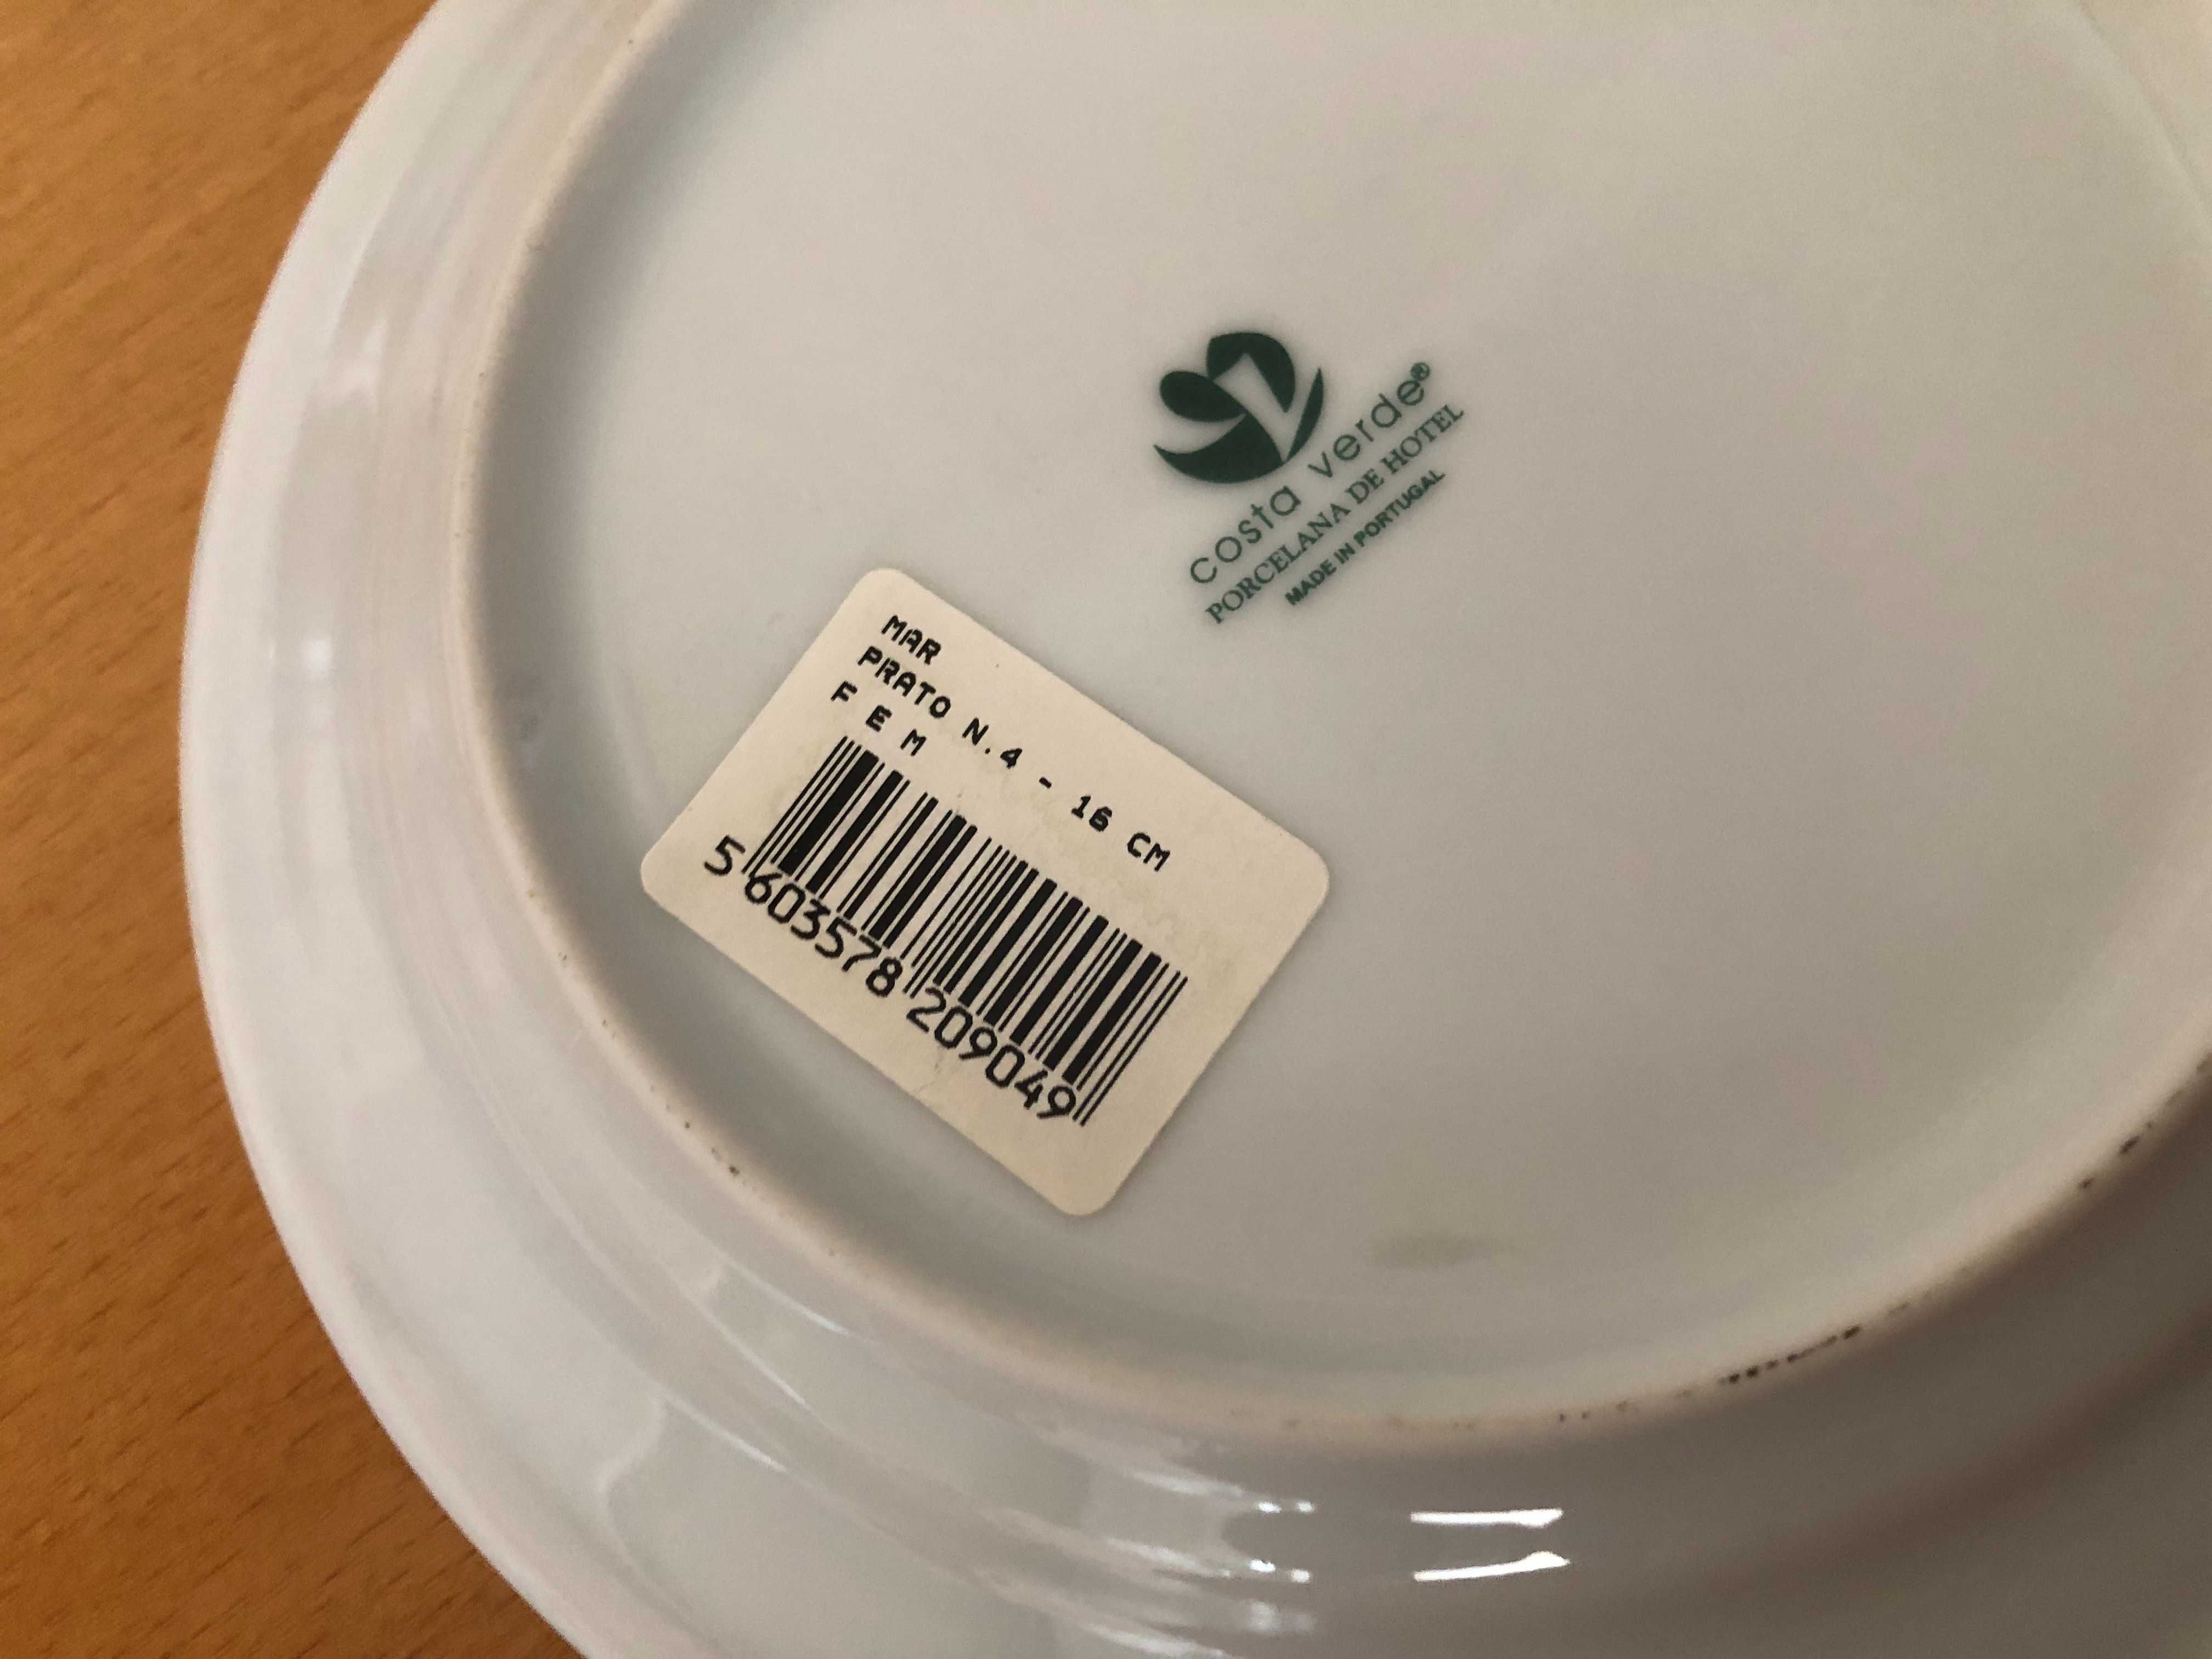 costa verde®
PORCELANA DE HOTEL
MADE IN PORTUGAL
MAR
PRATO N.4 - 16 CM
F E M
5 603578 209049